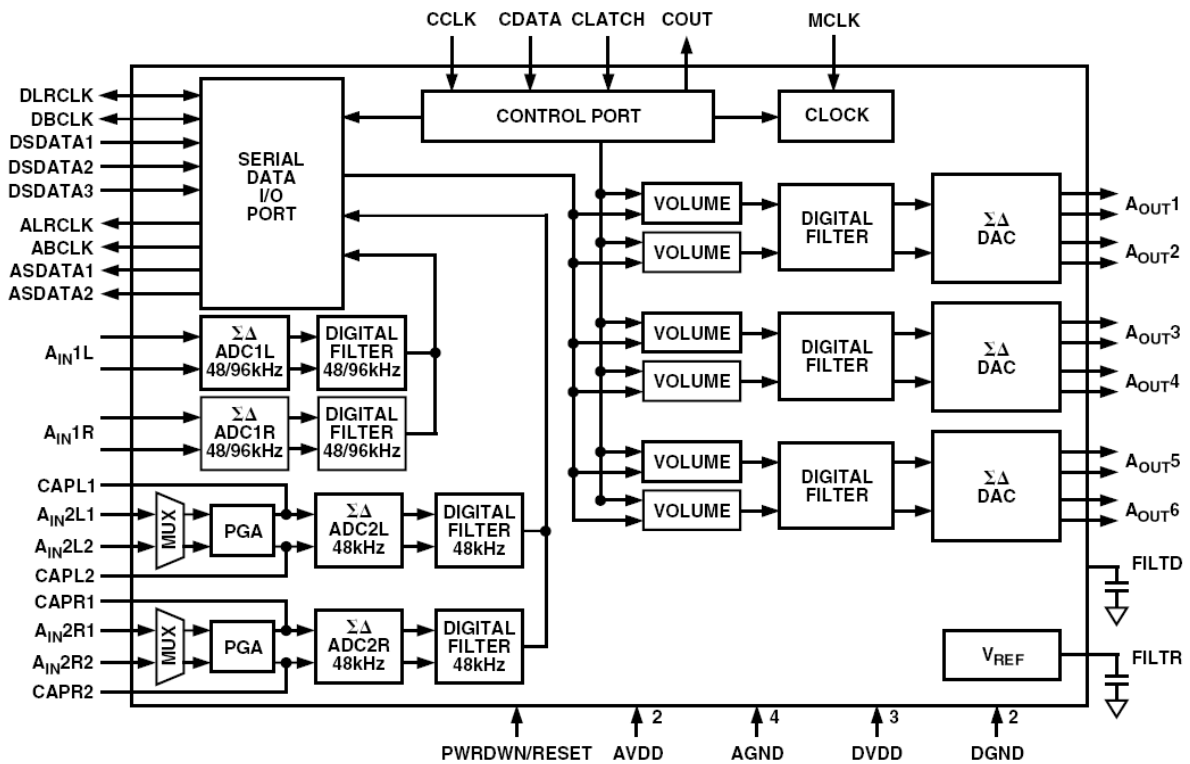 CCLK CDATA CLATCH COUT MCLK
DLRCLK
DBCLK
DSDATA1
DSDATA2
DSDATA3
ALRCLK
ABCLK
ASDATA1
ASDATA2
SERIAL
DATA
I/O
PORT
CONTROL PORT
CLOCK
VOLUME
VOLUME
DIGITAL
FILTER
ΣΔ
DAC
AOUT1
AOUT2
VOLUME
VOLUME
DIGITAL
FILTER
ΣΔ
DAC
AOUT3
AOUT4
VOLUME
VOLUME
DIGITAL
FILTER
ΣΔ
DAC
AOUT5
AOUT6
AIN1L
ΣΔ
ADC1L
48/96kHz
DIGITAL
FILTER
48/96kHz
AIN1R
ΣΔ
ADC1R
48/96kHz
DIGITAL
FILTER
48/96kHz
CAPL1
AIN2L1
AIN2L2
CAPL2
MUX
PGA
ΣΔ
ADC2L
48kHz
DIGITAL
FILTER
48kHz
CAPR1
AIN2R1
AIN2R2
CAPR2
MUX
PGA
ΣΔ
ADC2R
48kHz
DIGITAL
FILTER
48kHz
FILTD
VREF
FILTR
2 4 3 2
PWRDWN/RESET AVDD AGND DVDD DGND